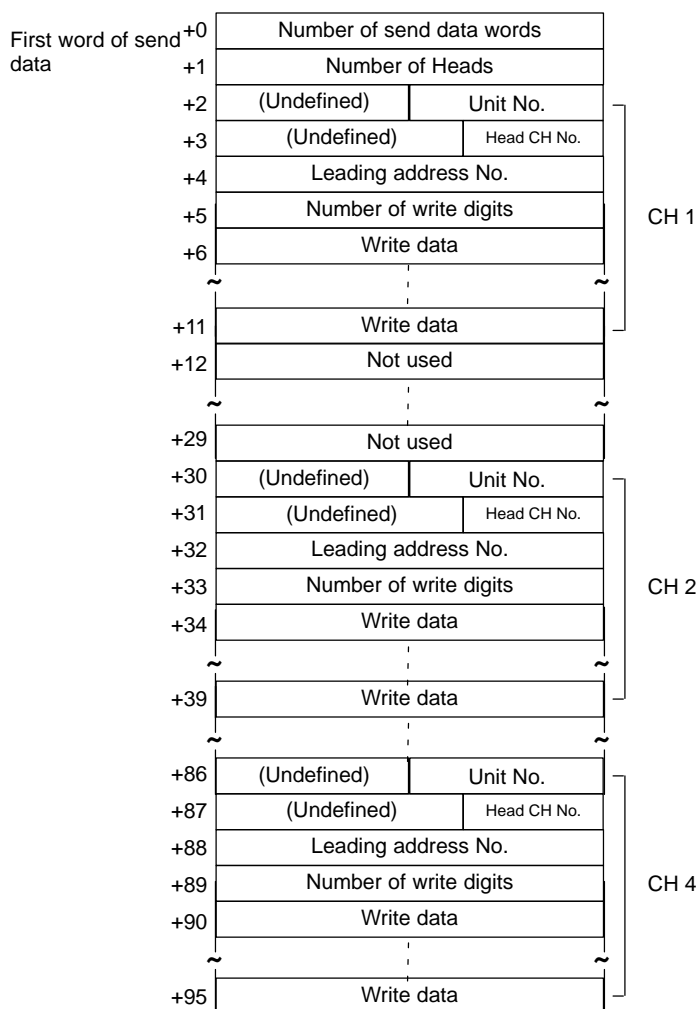 First word of send
data
+0 Number of send data words
+1 Number of Heads
+2 (Undefined) Unit No.
+3 (Undefined) Head CH No.
+4 Leading address No.
+5 Number of write digits
CH 1
+6 Write data
~ ~
+11 Write data
+12 Not used
~ ~
+29 Not used
+30 (Undefined) Unit No.
+31 (Undefined) Head CH No.
+32 Leading address No.
+33 Number of write digits
CH 2
+34 Write data
~ ~
+39 Write data
~ ~
+86 (Undefined) Unit No.
+87 (Undefined) Head CH No.
+88 Leading address No.
+89 Number of write digits
CH 4
+90 Write data
~ ~
+95 Write data